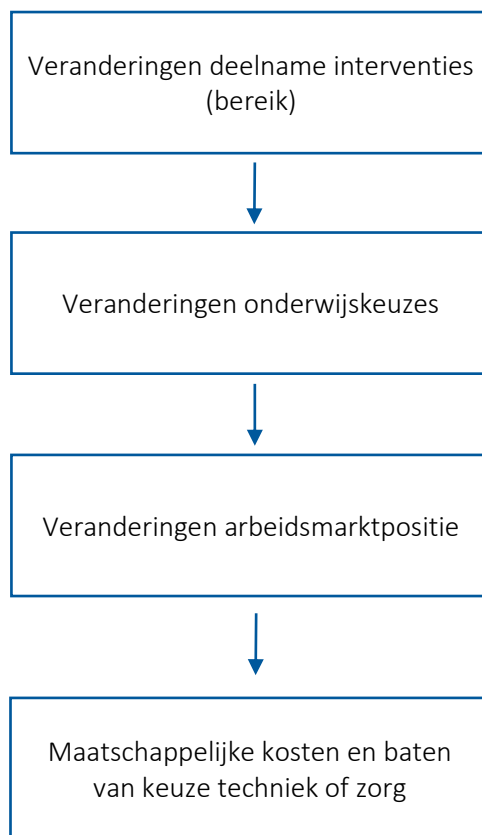 Veranderingen deelname interventies
(bereik)
Veranderingen onderwijskeuzes
Veranderingen arbeidsmarktpositie
Maatschappelijke kosten en baten
van keuze techniek of zorg